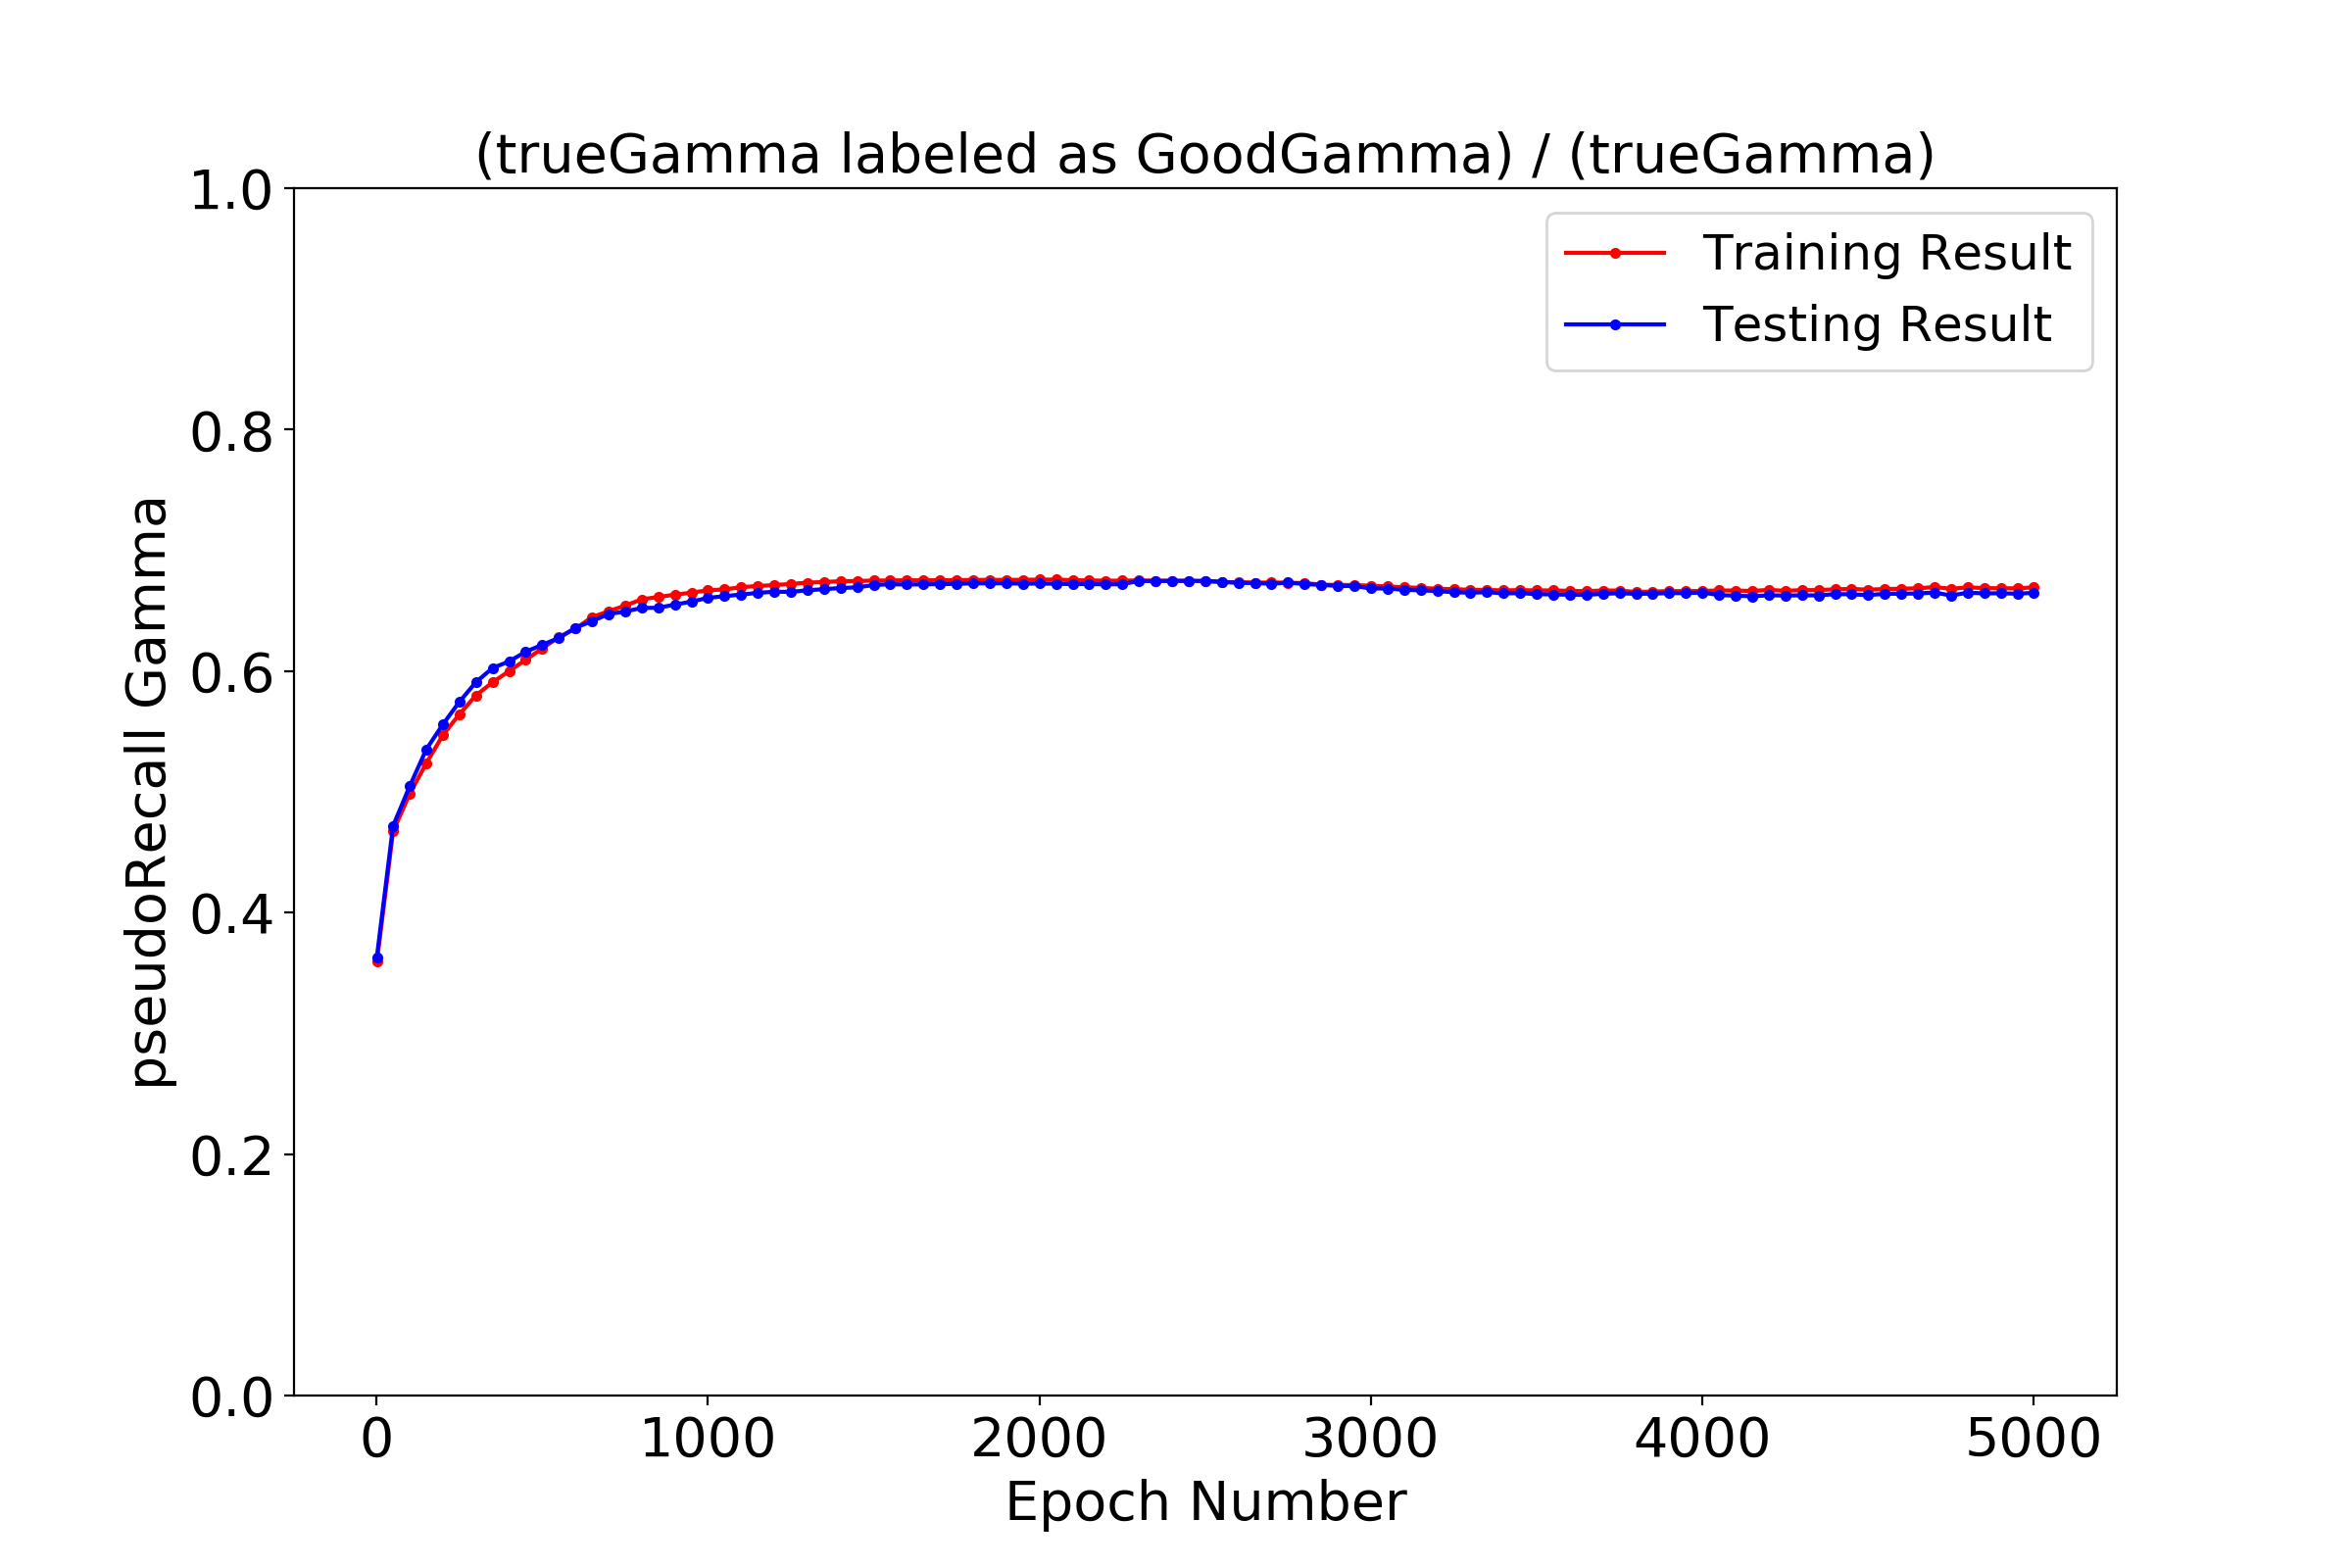 (trueGamma labeled as GoodGamma) / (trueGamma)
Training Result
Testing Result
pseudoRecall Gamma
1.0
0.8
0.6
0.4
0.2
0.0
0 1000 2000 3000 4000 5000
Epoch Number